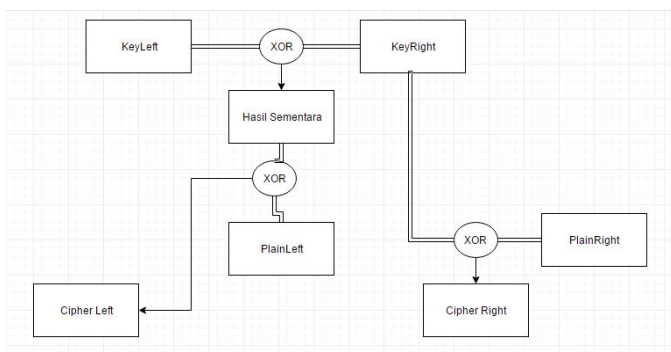 KeyLeft
XOR
KeyRight
Hasil Sementara
XOR
PlainLeft
XOR
PlainRight
Cipher Left
Cipher Right